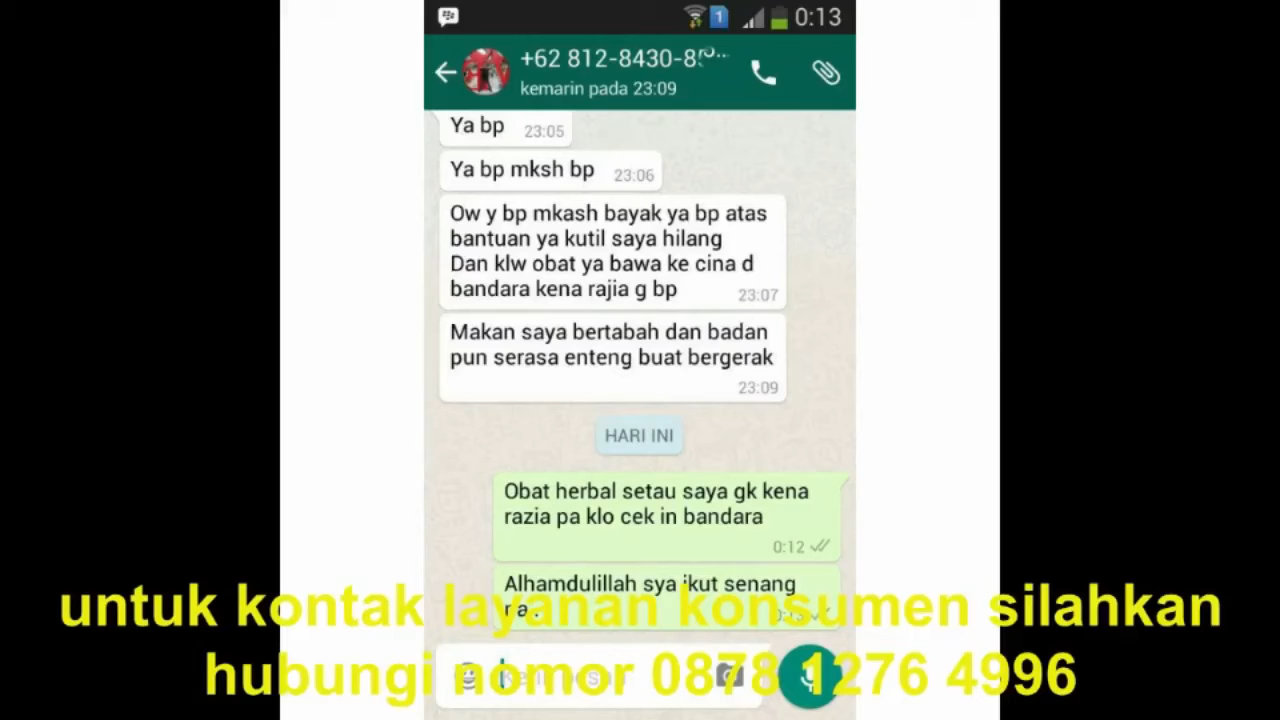 1
0:13
+62 812-8430-8
kemarin pada 23:09
Ya bp
23:05
Ya bp mksh bp
23:06
Ow y bp mkash bayak ya bp atas
bantuan ya kutil saya hilang
Dan klw obat ya bawa ke cina d
bandara kena rajia g bp
23:07
Makan saya bertabah dan badan
pun serasa enteng buat bergerak
23:09
HARI INI
Obat herbal setau saya gk kena
razia pa klo cek in bandara
0:12
Alhamdulillah sya ikut senang
untuk kontak layanan konsumen silahkan
hubungi nomor 0878 1276 4996